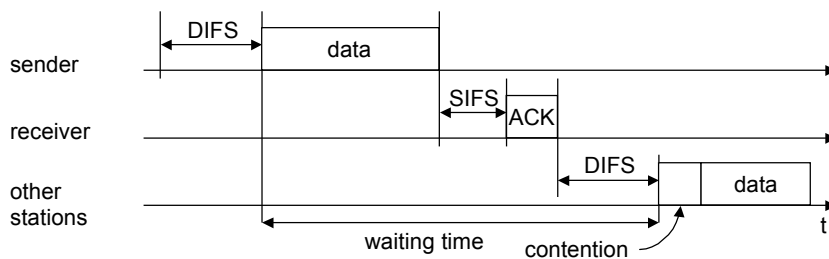 DIFS
data
sender
SIFS
ACK
receiver
DIFS
data
other
stations
t
waiting time
contention